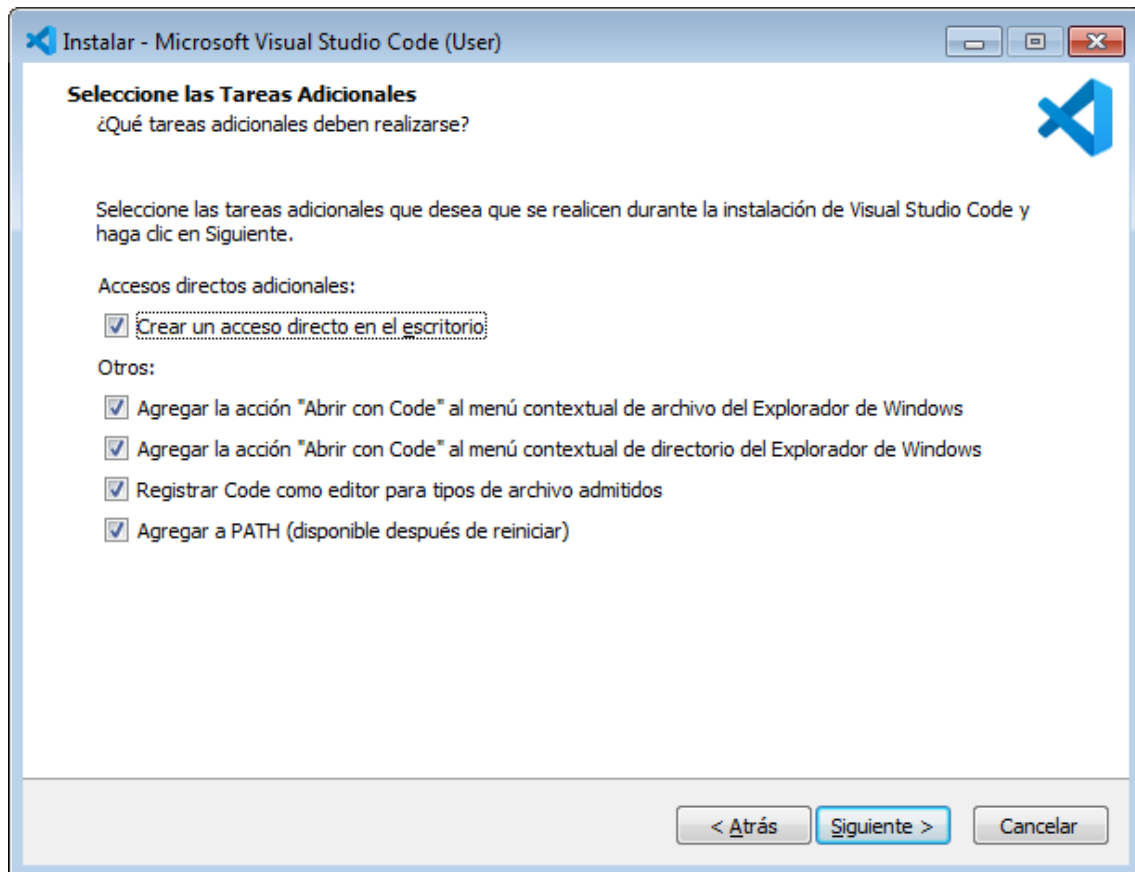 Instalar - Microsoft Visual Studio Code (User)
Seleccione las Tareas Adicionales
¿Qué tareas adicionales deben realizarse?
Seleccione las tareas adicionales que desea que se realicen durante la instalación de Visual Studio Code y
haga clic en Siguiente.
Accesos directos adicionales:
Crear un acceso directo en el escritorio
Otros:
Agregar la acción "Abrir con Code" al menú contextual de archivo del Explorador de Windows
Agregar la acción "Abrir con Code" al menú contextual de directorio del Explorador de Windows
Registrar Code como editor para tipos de archivo admitidos
Agregar a PATH (disponible después de reiniciar)
< Atrás Siguiente > Cancelar